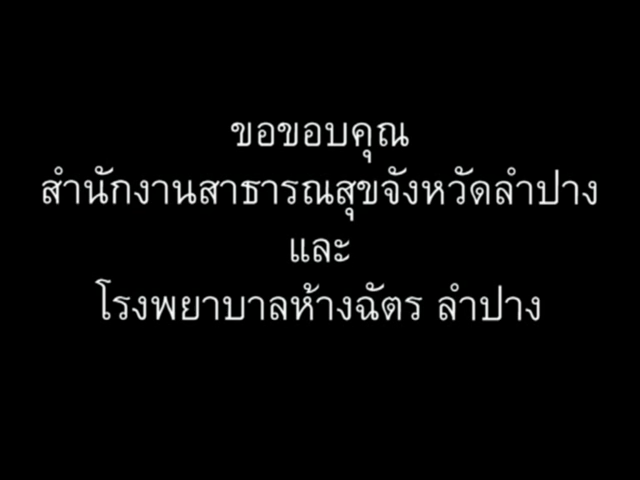 ขอขอบคุณ
สำนักงานสาธารณสุขจังหวัดลำปาง
และ
โรงพยาบาลห้างฉัตร ลำปาง